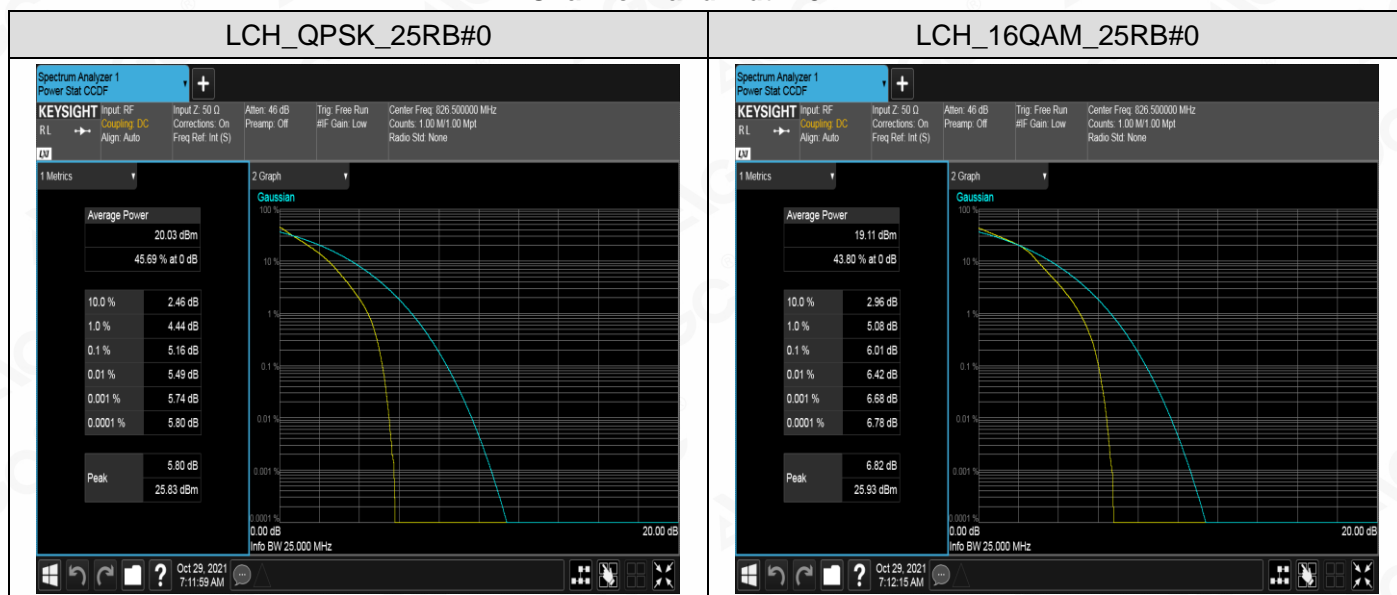 LCH_QPSK_25RB#0
Spectrum Analyzer 1
Power Stat CCDF
+
KEYSIGHT Input: RF Input Z: 50 Ω Atten: 46 dB Trig: Free Run Center Freq: 826.500000 MHz
RL Coupling: DC Corrections: On Preamp: Off #IF Gain: Low Counts: 1.00 M/1.00 Mpt
Align: Auto Freq Ref: Int (S) Radio Std: None
LXI
1 Metrics
2 Graph
Average Power
20.03 dBm
45.69 % at 0 dB
10.0 % 2.46 dB
1.0 % 4.44 dB
0.1 % 5.16 dB
0.01 % 5.49 dB
0.001 % 5.74 dB
0.0001 % 5.80 dB
Peak 5.80 dB
25.83 dBm
Gaussian
100 %
10 %
1 %
0.1 %
0.01 %
0.001 %
0.0001 %
0.00 dB 20.00 dB
Info BW 25.000 MHz
?
Oct 29, 2021
7:11:59 AM
LCH_16QAM_25RB#0
Spectrum Analyzer 1
Power Stat CCDF
+
KEYSIGHT Input: RF Input Z: 50 Ω Atten: 46 dB Trig: Free Run Center Freq: 826.500000 MHz
RL Coupling: DC Corrections: On Preamp: Off #IF Gain: Low Counts: 1.00 M/1.00 Mpt
Align: Auto Freq Ref: Int (S) Radio Std: None
LXI
1 Metrics
2 Graph
Average Power
19.11 dBm
43.80 % at 0 dB
10.0 % 2.96 dB
1.0 % 5.08 dB
0.1 % 6.01 dB
0.01 % 6.42 dB
0.001 % 6.68 dB
0.0001 % 6.78 dB
Peak 6.82 dB
25.93 dBm
Gaussian
100 %
10 %
1 %
0.1 %
0.01 %
0.001 %
0.0001 %
0.00 dB 20.00 dB
Info BW 25.000 MHz
?
Oct 29, 2021
7:12:15 AM